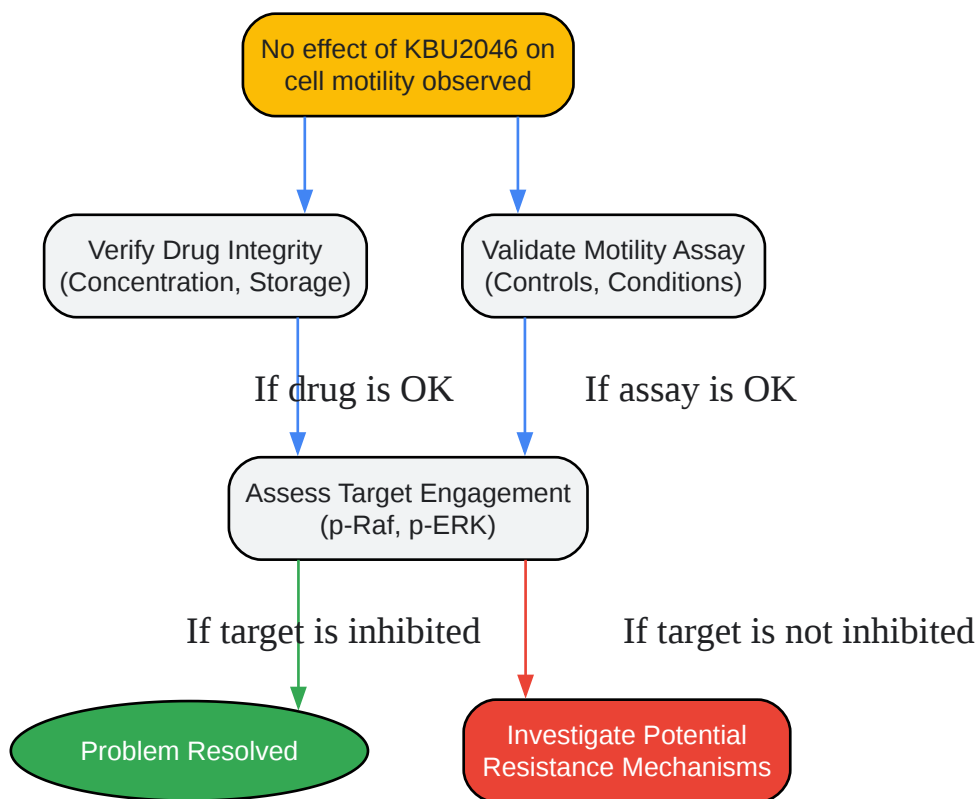 No effect of KBU2046 on
cell motility observed
Verify Drug Integrity
(Concentration, Storage)
Validate Motility Assay
(Controls, Conditions)
If drug is OK
If assay is OK
Assess Target Engagement
(p-Raf, p-ERK)
If target is inhibited
If target is not inhibited
Problem Resolved
Investigate Potential
Resistance Mechanisms